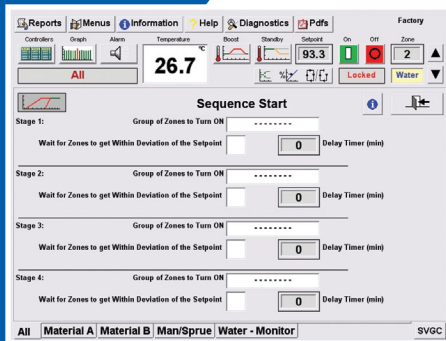 Reports Menus Information Help Diagnostics Pdfs Factory
Controllers Graph Alarm Temperature Boost Standby Setpoint On Off Zone
26.7 °C 93.3 2
All Locked Water
Sequence Start
Stage 1: Group of Zones to Turn ON --------
Wait for Zones to get Within Deviation of the Setpoint 0 Delay Timer (min)
Stage 2: Group of Zones to Turn ON --------
Wait for Zones to get Within Deviation of the Setpoint 0 Delay Timer (min)
Stage 3: Group of Zones to Turn ON --------
Wait for Zones to get Within Deviation of the Setpoint 0 Delay Timer (min)
Stage 4: Group of Zones to Turn ON --------
Wait for Zones to get Within Deviation of the Setpoint 0 Delay Timer (min)
All Material A Material B Man/Sprue Water - Monitor SVGC